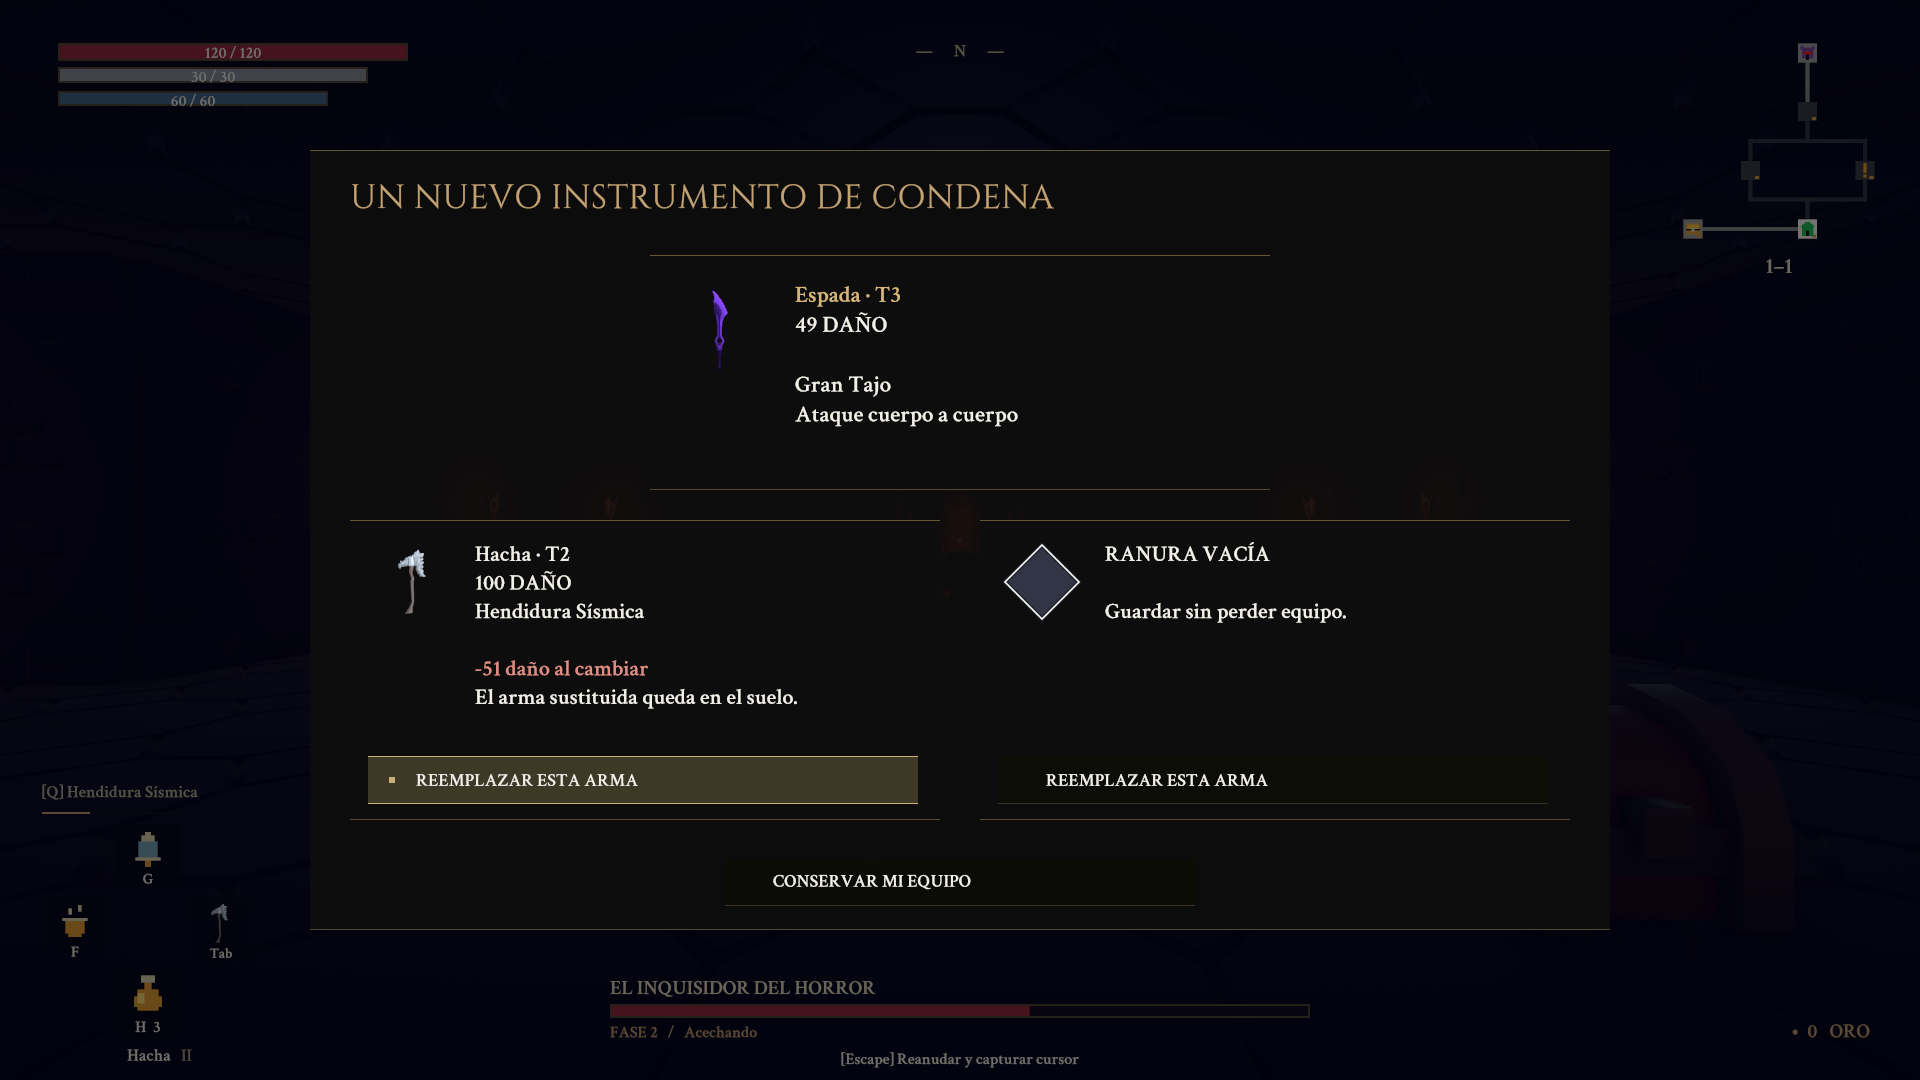 120 / 120
30 / 30
60 / 60
— N —
1–1
UN NUEVO INSTRUMENTO DE CONDENA
Espada · T3
49 DAÑO
Gran Tajo
Ataque cuerpo a cuerpo
Hacha · T2
100 DAÑO
Hendidura Sísmica
-51 daño al cambiar
El arma sustituida queda en el suelo.
REEMPLAZAR ESTA ARMA
RANURA VACÍA
Guardar sin perder equipo.
REEMPLAZAR ESTA ARMA
CONSERVAR MI EQUIPO
[Q] Hendidura Sísmica
G
F
Tab
H 3
Hacha II
EL INQUISIDOR DEL HORROR
FASE 2 / Acechando
[Escape] Reanudar y capturar cursor
• 0 ORO